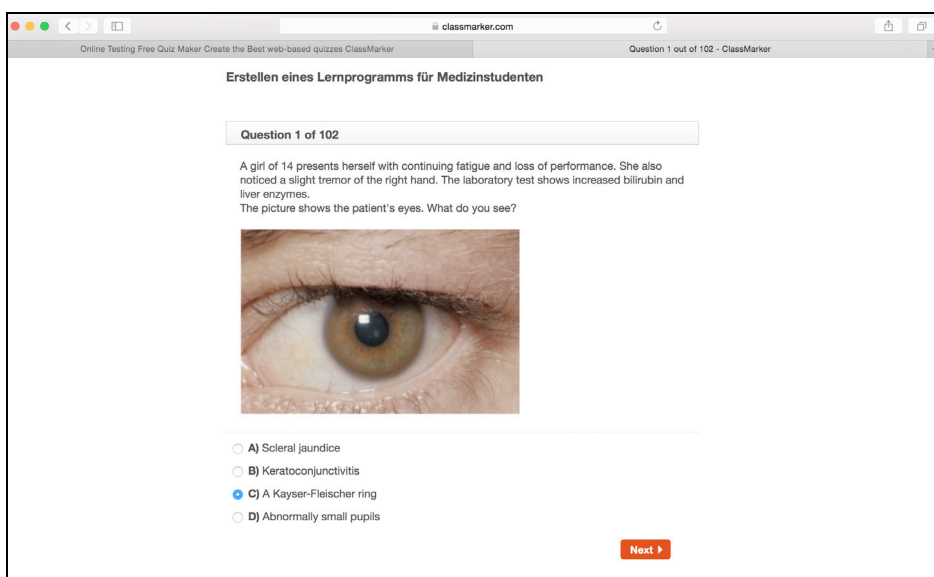 classmarker.com
Online Testing Free Quiz Maker Create the Best web-based quizzes ClassMarker
Question 1 out of 102 - ClassMarker
Erstellen eines Lernprogramms für Medizinstudenten
Question 1 of 102
A girl of 14 presents herself with continuing fatigue and loss of performance. She also
noticed a slight tremor of the right hand. The laboratory test shows increased bilirubin and
liver enzymes.
The picture shows the patient's eyes. What do you see?
A) Scleral jaundice
B) Keratoconjunctivitis
C) A Kayser-Fleischer ring
D) Abnormally small pupils
Next